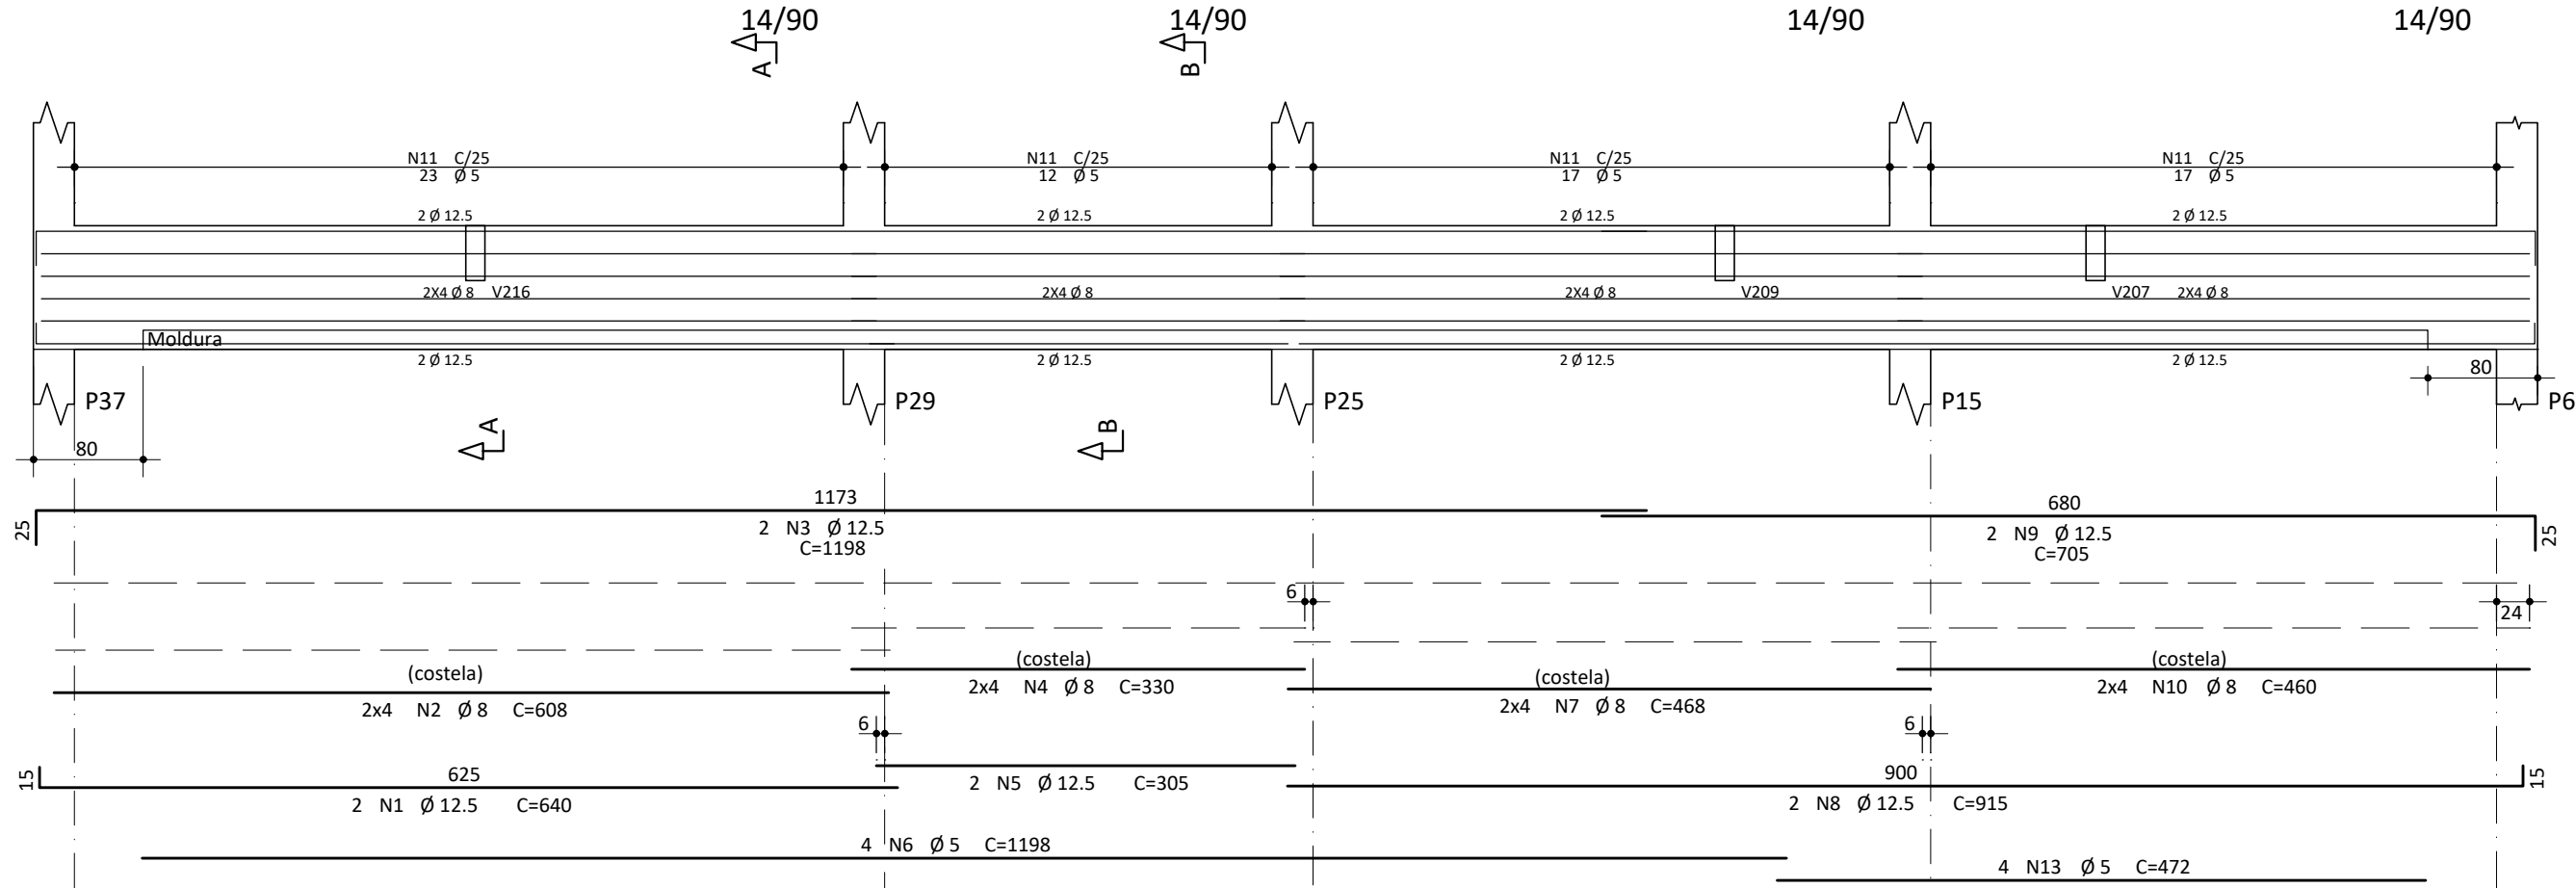 14/90 14/90 14/90 14/90
A B
N11 C/25 N11 C/25 N11 C/25 N11 C/25
23 Ø 5 12 Ø 5 17 Ø 5 17 Ø 5
2 Ø 12.5 2 Ø 12.5 2 Ø 12.5 2 Ø 12.5
2X4 Ø 8 V216 2X4 Ø 8 2X4 Ø 8 V209 V207 2X4 Ø 8
Moldura
2 Ø 12.5 2 Ø 12.5 2 Ø 12.5 2 Ø 12.5
80
P37 P29 P25 P15 P6
A B
80
1173 680
25 2 N3 Ø 12.5 2 N9 Ø 12.5 25
C=1198 C=705
6 24
(costela) (costela) (costela) (costela)
2x4 N4 Ø 8 C=330 2x4 N10 Ø 8 C=460
2x4 N2 Ø 8 C=608 2x4 N7 Ø 8 C=468
6 6
15 625 900 15
2 N5 Ø 12.5 C=305
2 N1 Ø 12.5 C=640 2 N8 Ø 12.5 C=915
4 N6 Ø 5 C=1198
4 N13 Ø 5 C=472